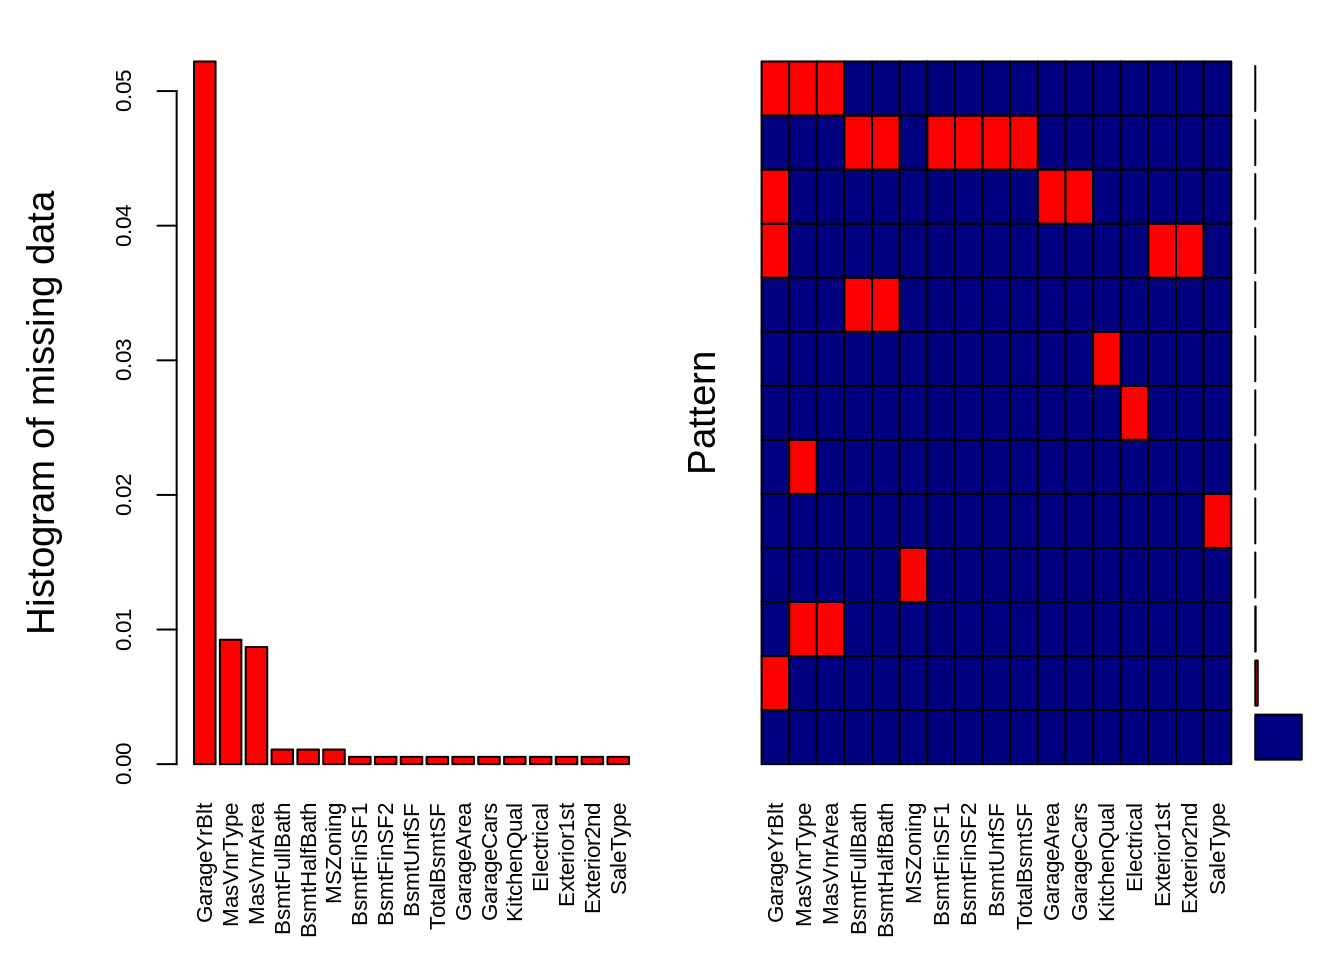 Histogram of missing data
0.05
0.04
0.03
0.02
0.01
0.00
GarageYrBlt
MasVnrType
MasVnrArea
BsmtFullBath
BsmtHalfBath
MSZoning
BsmtFinSF1
BsmtFinSF2
BsmtUnfSF
TotalBsmtSF
GarageArea
GarageCars
KitchenQual
Electrical
Exterior1st
Exterior2nd
SaleType
Pattern
GarageYrBlt
MasVnrType
MasVnrArea
BsmtFullBath
BsmtHalfBath
MSZoning
BsmtFinSF1
BsmtFinSF2
BsmtUnfSF
TotalBsmtSF
GarageArea
GarageCars
KitchenQual
Electrical
Exterior1st
Exterior2nd
SaleType